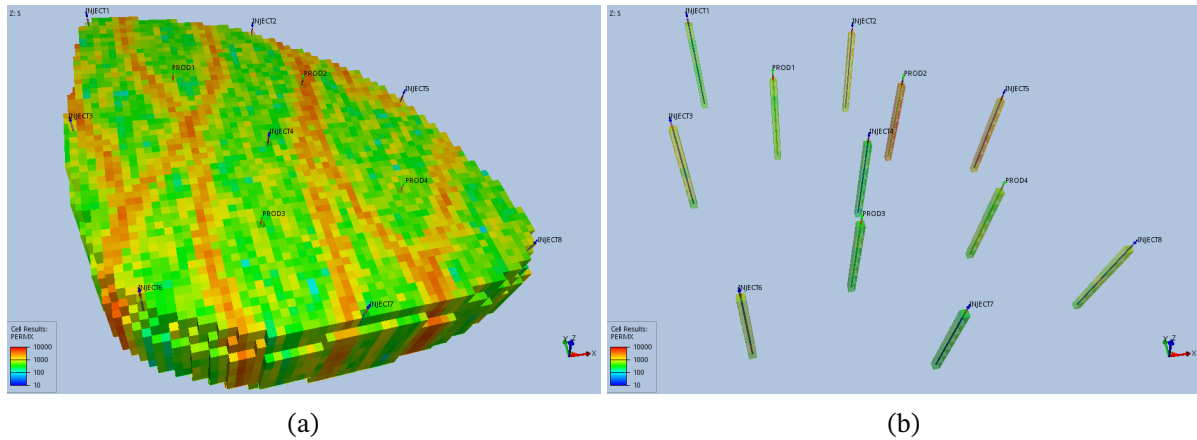 Z: 5
INJECT1
INJECT2
PROD1
PROD2
INJECT5
INJECT3
INJECT4
PROD4
PROD3
INJECT8
INJECT6
INJECT7
Cell Results:
PERMX
10000
1000
100
10
Z
Y
X
(a)
Z: 5
INJECT1
INJECT2
PROD1
PROD2
INJECT5
INJECT3
INJECT4
PROD4
PROD3
INJECT8
INJECT6
INJECT7
Cell Results:
PERMX
10000
1000
100
10
Z
Y
X
(b)